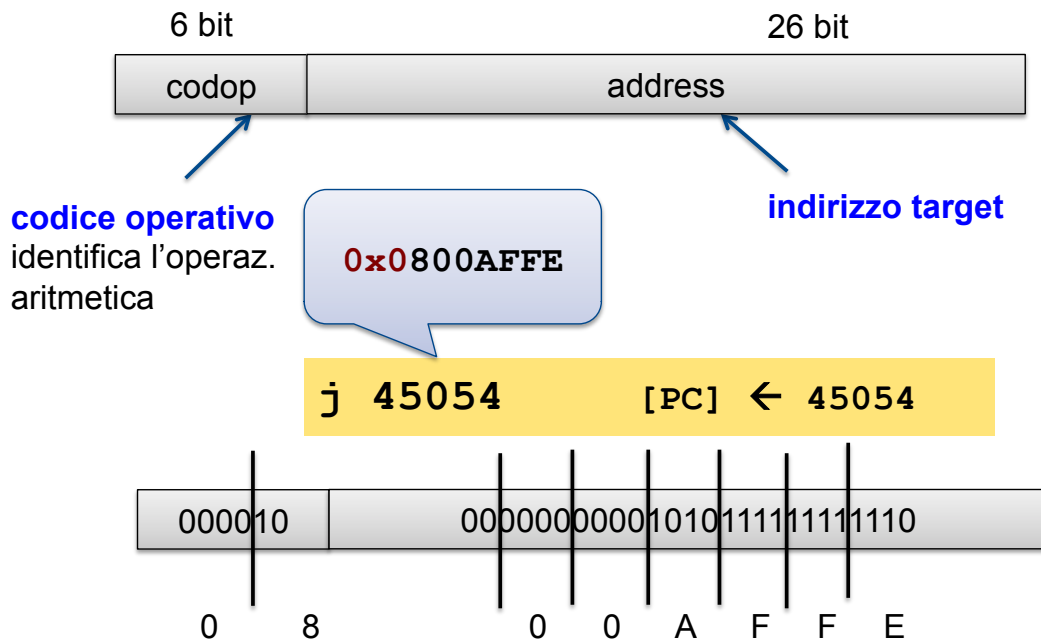 6 bit 26 bit
codop address
codice operativo
identifica l'operaz.
aritmetica
indirizzo target
0x0800AFFE
j 45054 [PC] ← 45054
000010 00000000001010111111111110
0 8 0 0 A F F E